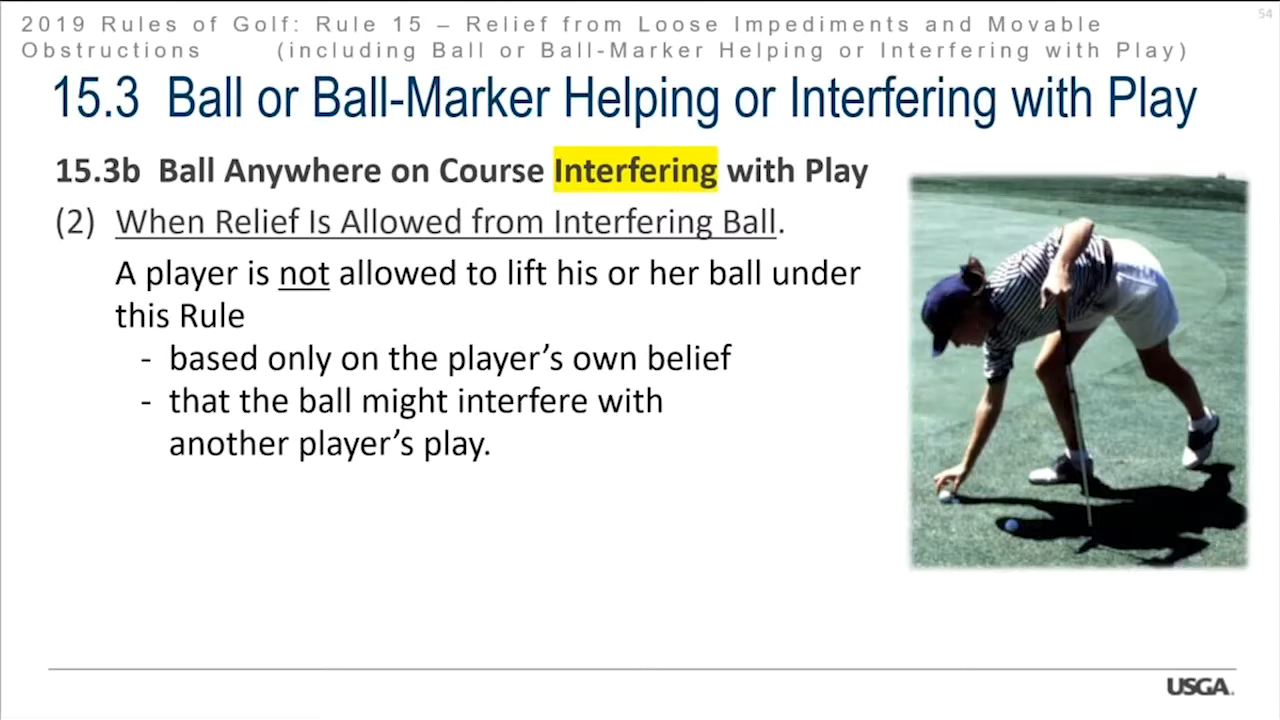 54
2019 Rules of Golf: Rule 15 – Relief from Loose Impediments and Movable
Obstructions (including Ball or Ball-Marker Helping or Interfering with Play)
15.3 Ball or Ball-Marker Helping or Interfering with Play
15.3b Ball Anywhere on Course Interfering with Play
(2) When Relief Is Allowed from Interfering Ball.
A player is not allowed to lift his or her ball under
this Rule
- based only on the player’s own belief
- that the ball might interfere with
another player’s play.
USGA.